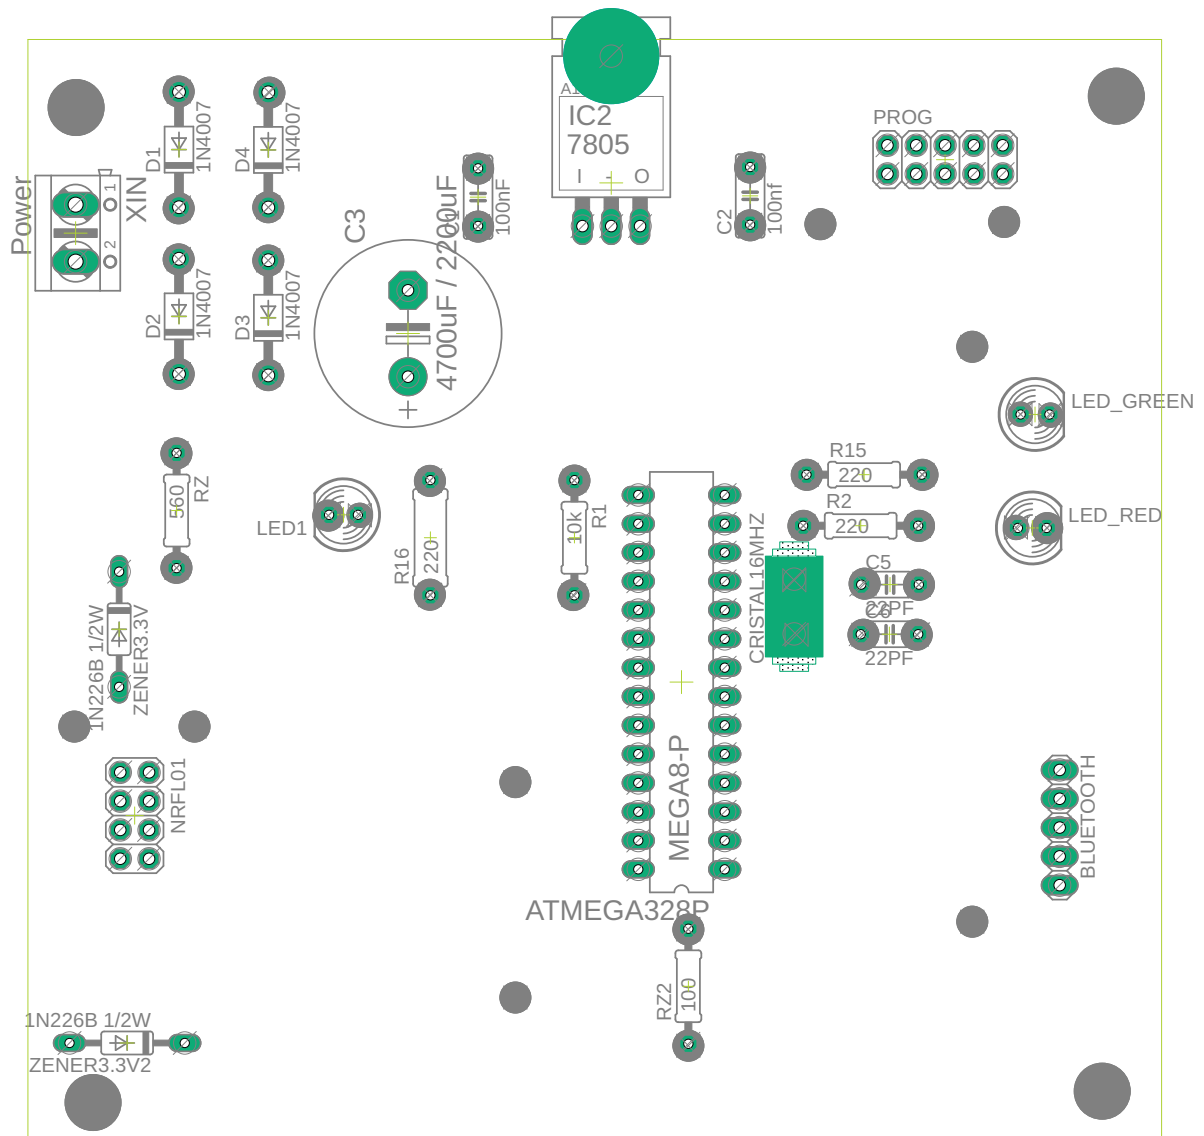 A1
IC2
7805
I - O
PROG
D1
1N4007
D4
1N4007
Power
XIN
1
2
C3
4700uF / 2200uF
C1
100nF
C2
100nf
D2
1N4007
D3
1N4007
LED_GREEN
RZ
560
LED1
R16
220
R1
10k
R15
220
R2
220
LED_RED
CRISTAL16MHZ
C5
22PF
C6
22PF
1N226B 1/2W
ZENER3.3V
NRFL01
MEGA8-P
ATMEGA328P
BLUETOOTH
RZ2
100
1N226B 1/2W
ZENER3.3V2